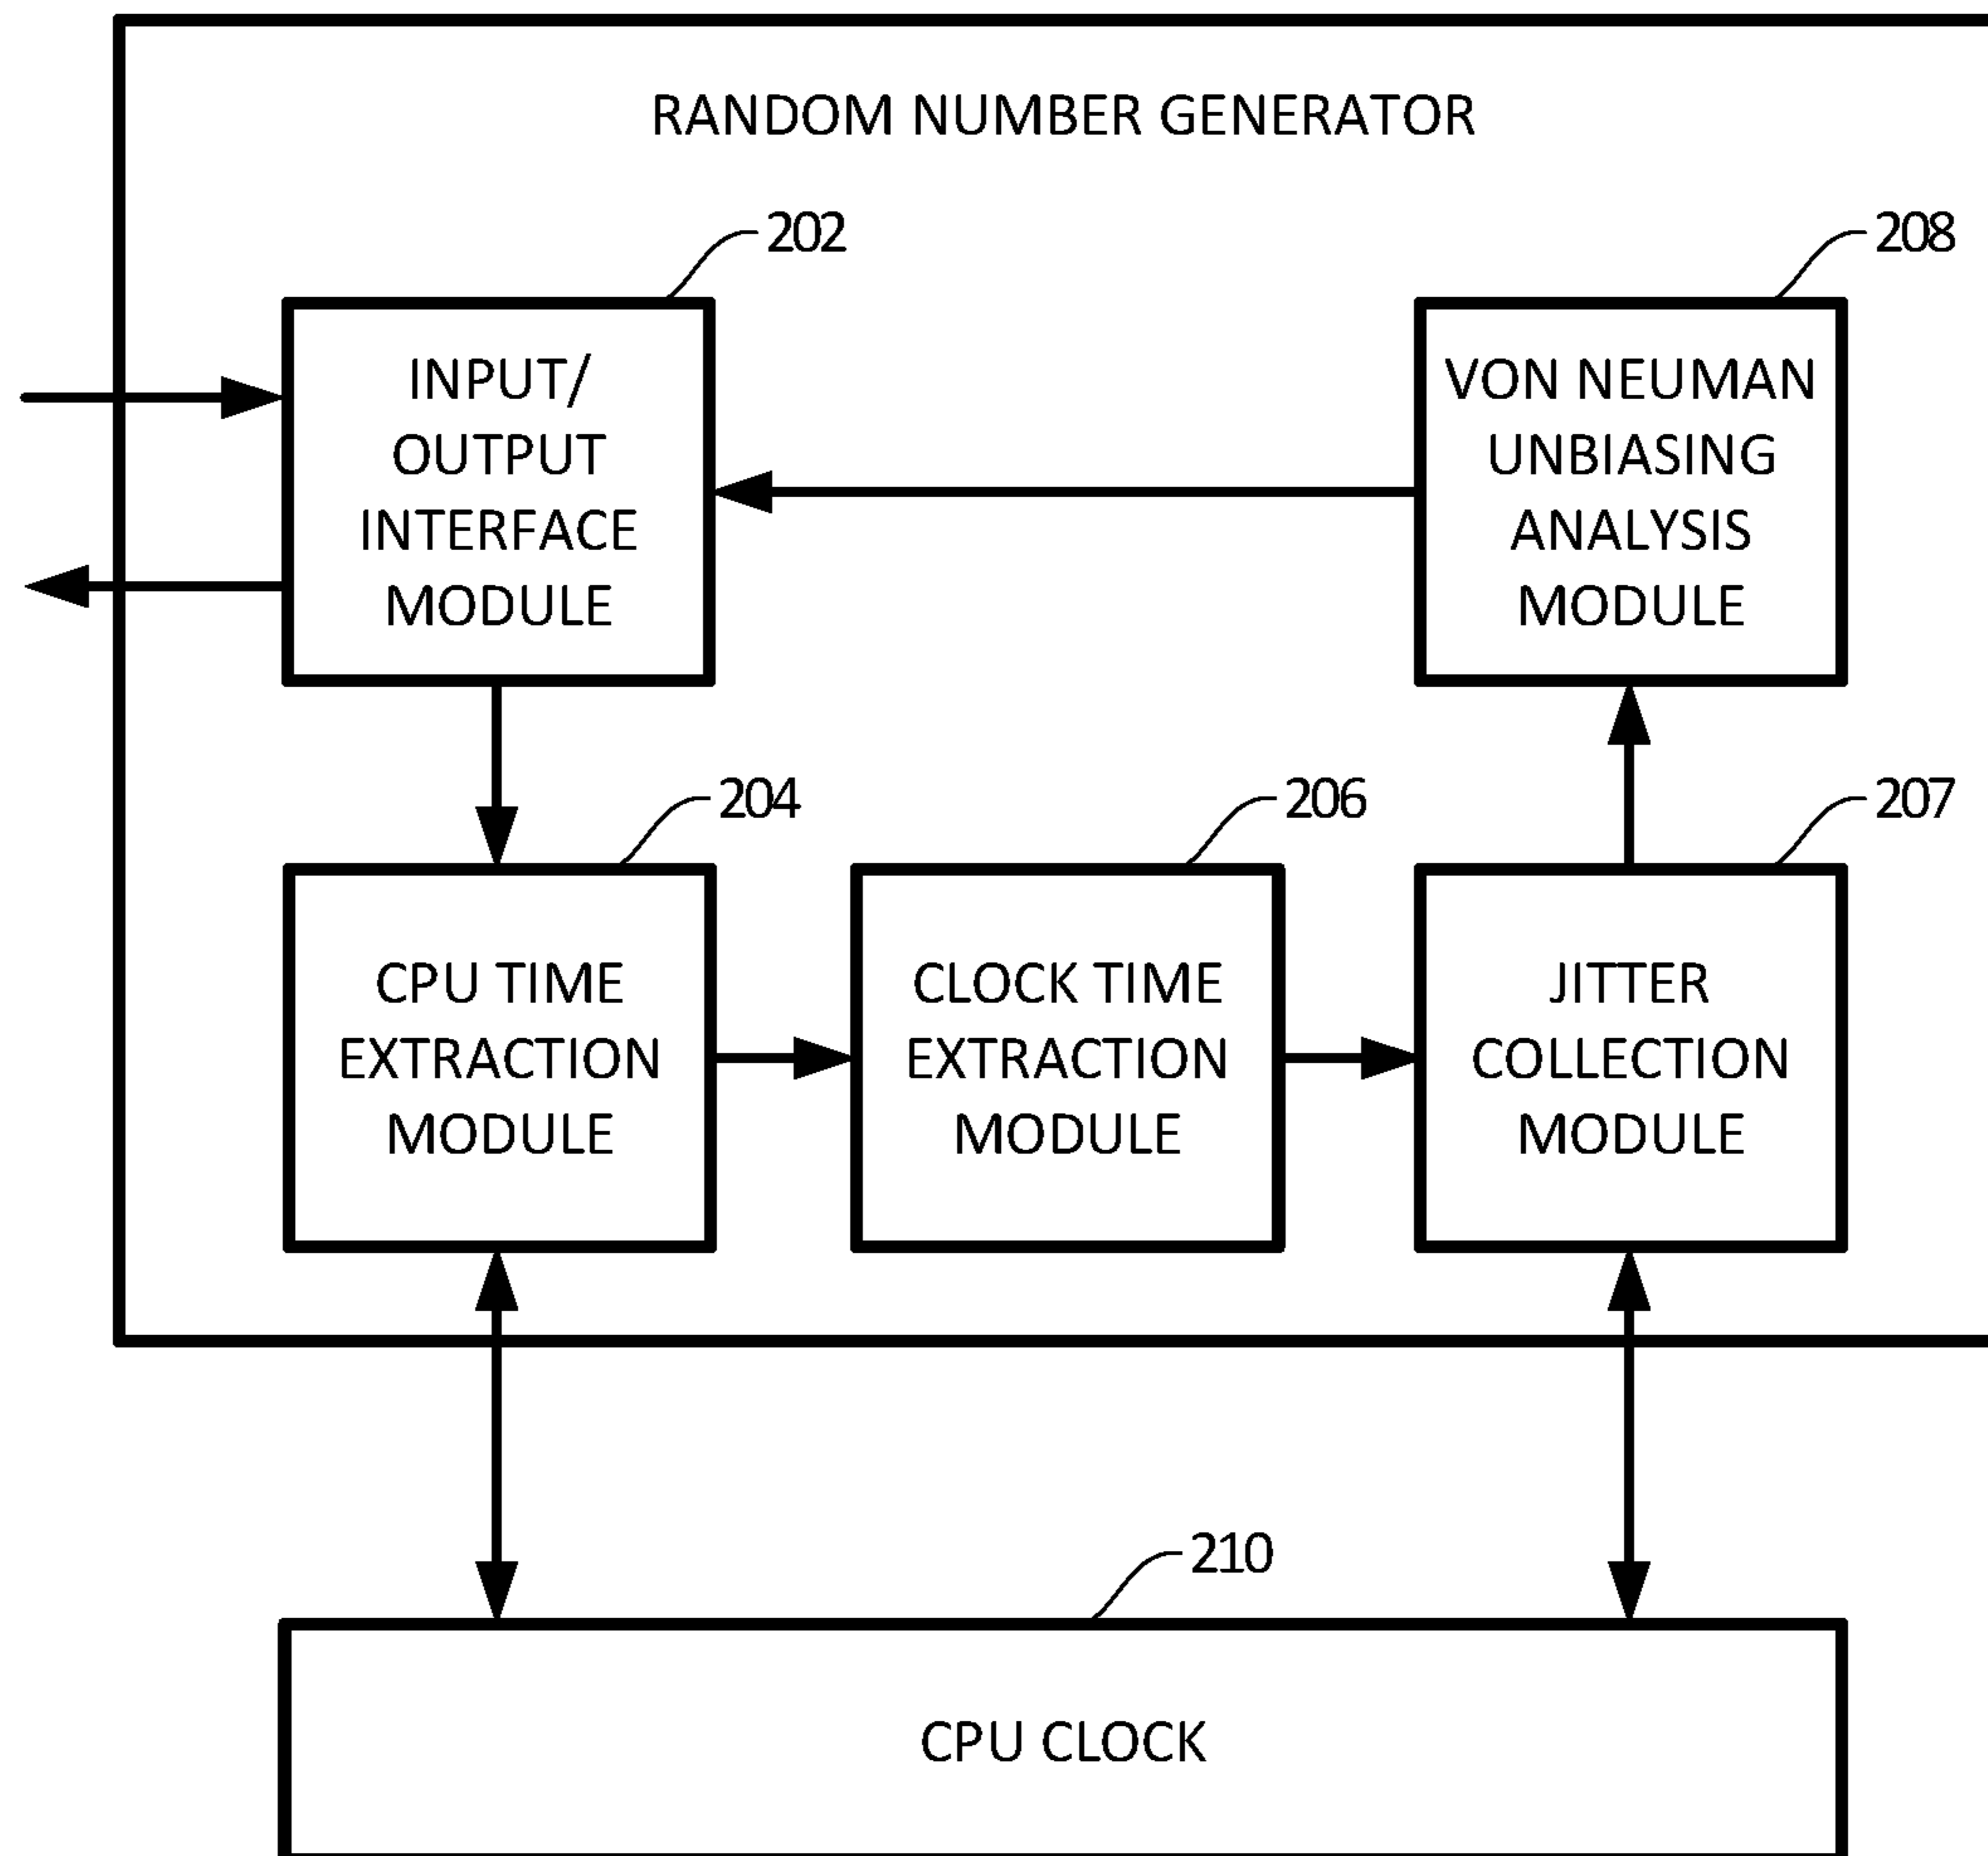 RANDOM NUMBER GENERATOR
202
208
INPUT/
OUTPUT
INTERFACE
MODULE
VON NEUMAN
UNBIASING
ANALYSIS
MODULE
204
206
207
CPU TIME
EXTRACTION
MODULE
CLOCK TIME
EXTRACTION
MODULE
JITTER
COLLECTION
MODULE
210
CPU CLOCK